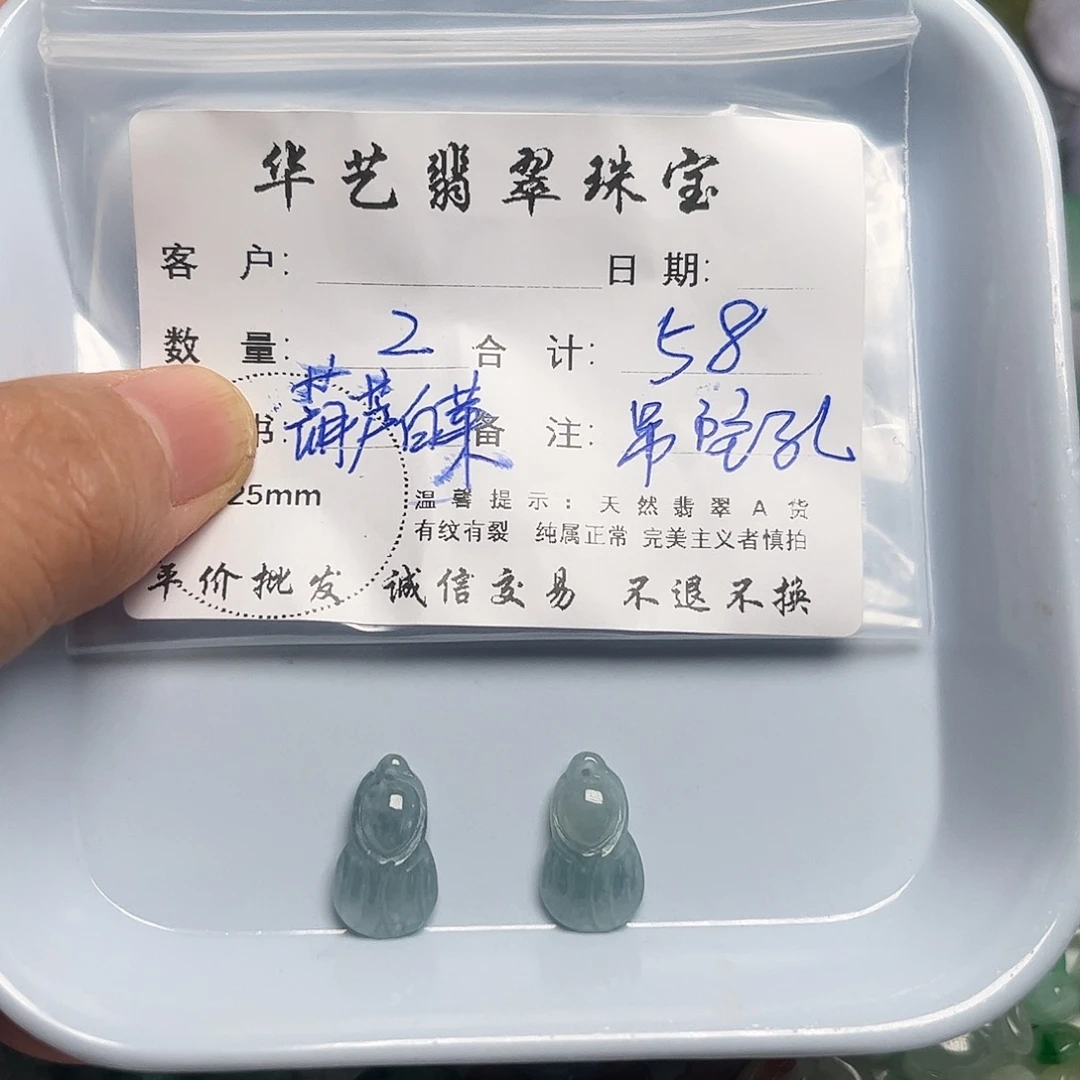 华艺翡翠珠宝
客 户: 日 期:
数 量: 2 合 计: 58
书: 葫芦白菜 备 注: 吊坠孔
25mm
温馨提示: 天然翡翠A货
有纹有裂 纯属正常 完美主义者慎拍
平价批发 诚信交易 不退不换